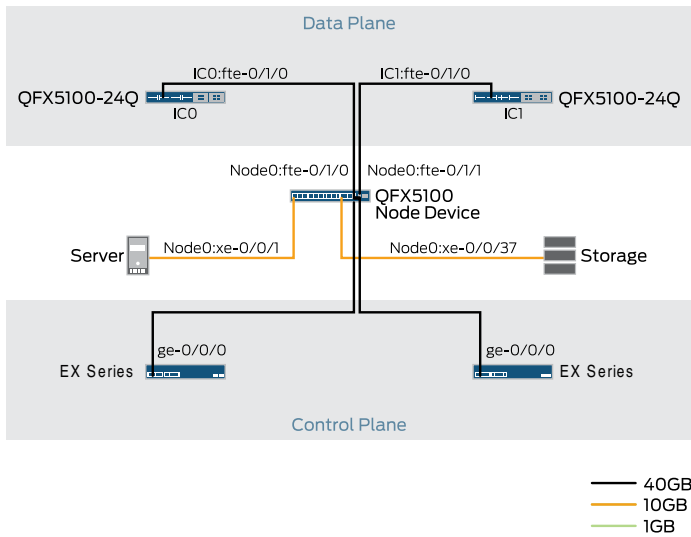 Data Plane
IC0:fte-0/1/0
IC1:fte-0/1/0
QFX5100-24Q
IC0
IC1
QFX5100-24Q
Node0:fte-0/1/0
Node0:fte-0/1/1
QFX5100
Node Device
Server
Node0:xe-0/0/1
Node0:xe-0/0/37
Storage
ge-0/0/0
ge-0/0/0
EX Series
EX Series
Control Plane
40GB
10GB
1GB